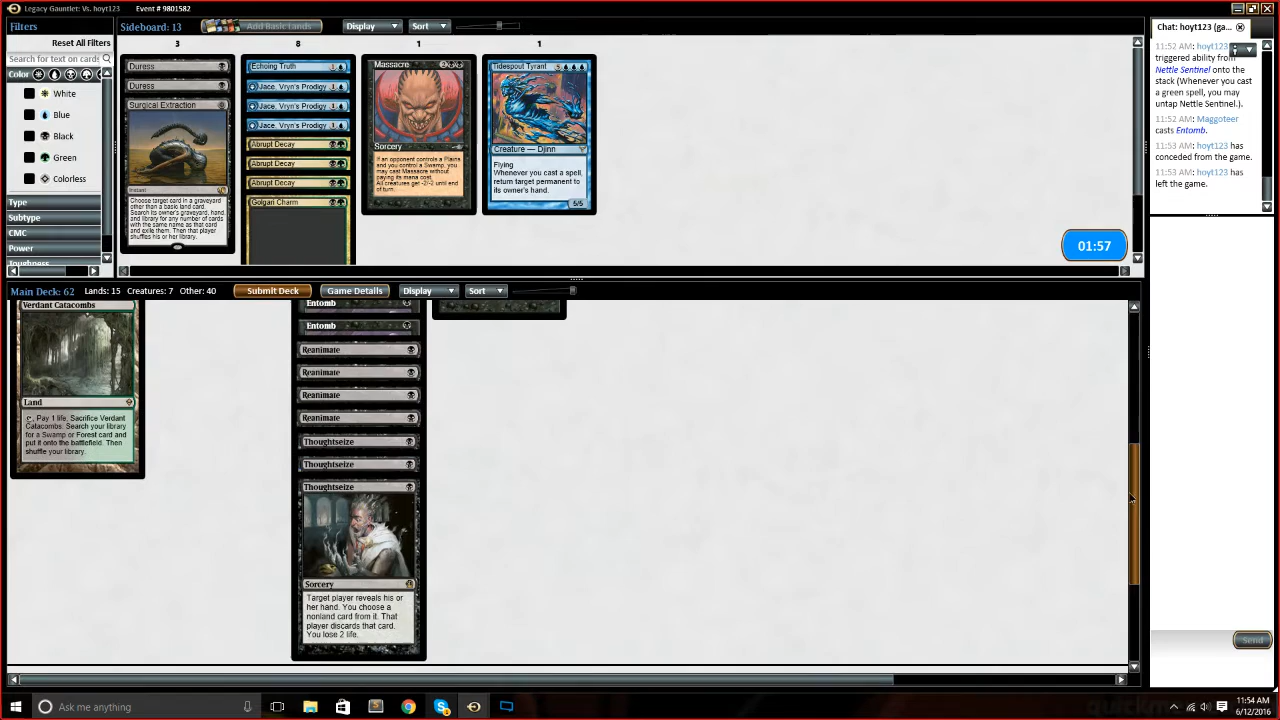 Legacy Gauntlet: Vs. hoyt123 Event # 9801582
Filters
Reset All Filters
Search for text on cards
Color
White
Blue
Black
Green
Colorless
Type
Subtype
CMC
Power
Toughness
Sideboard: 13
Add Basic Lands
Display
Sort
3
8
1
1
Duress
Duress
Surgical Extraction
Instant
Choose target card in a graveyard
other than a basic land card.
Search its owner's graveyard, hand,
and library for any number of cards
with the same name as that card
and exile them. Then that player
shuffles his or her library.
Echoing Truth
Jace, Vryn's Prodigy
Jace, Vryn's Prodigy
Jace, Vryn's Prodigy
Abrupt Decay
Abrupt Decay
Abrupt Decay
Golgari Charm
Massacre
Sorcery
If an opponent controls a Plains
and you control a Swamp, you
may cast Massacre without
paying its mana cost.
All creatures get -2/-2 until end
of turn.
Tidespout Tyrant
Creature — Djinn
Flying
Whenever you cast a spell,
return target permanent to
its owner's hand.
5/5
01:57
Main Deck: 62 Lands: 15 Creatures: 7 Other: 40
Submit Deck
Game Details
Display
Sort
Verdant Catacombs
Land
, Pay 1 life, Sacrifice Verdant
Catacombs: Search your library
for a Swamp or Forest card and
put it onto the battlefield. Then
shuffle your library.
Entomb
Entomb
Reanimate
Reanimate
Reanimate
Reanimate
Thoughtseize
Thoughtseize
Thoughtseize
Sorcery
Target player reveals his or
her hand. You choose a
nonland card from it. That
player discards that card.
You lose 2 life.
Chat: hoyt123 (ga...
11:52 AM: hoyt123
triggered ability from
Nettle Sentinel onto the
stack (Whenever you
cast a green spell, you
may untap Nettle Sentinel.).
11:52 AM: Maggoteer
casts Entomb.
11:53 AM: hoyt123 has
conceded from the game.
11:53 AM: hoyt123 has
left the game.
Send
Ask me anything
11:54 AM
6/12/2016